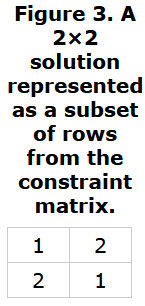 Figure 3. A
2×2
solution
represented
as a subset
of rows
from the
constraint
matrix.
1 2
2 1